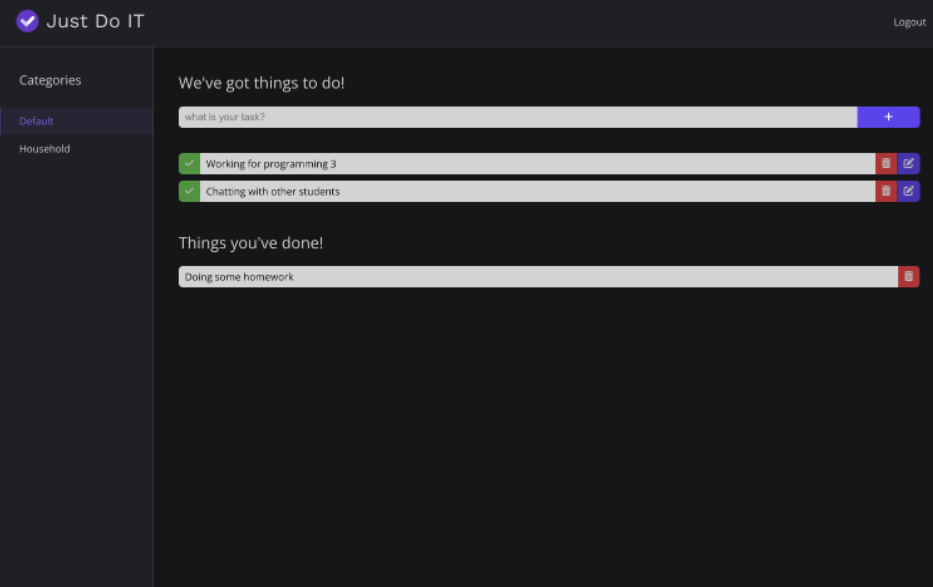 Just Do IT
Logout
Categories
Default
Household
We've got things to do!
what is your task?
+
Working for programming 3
Chatting with other students
Things you've done!
Doing some homework